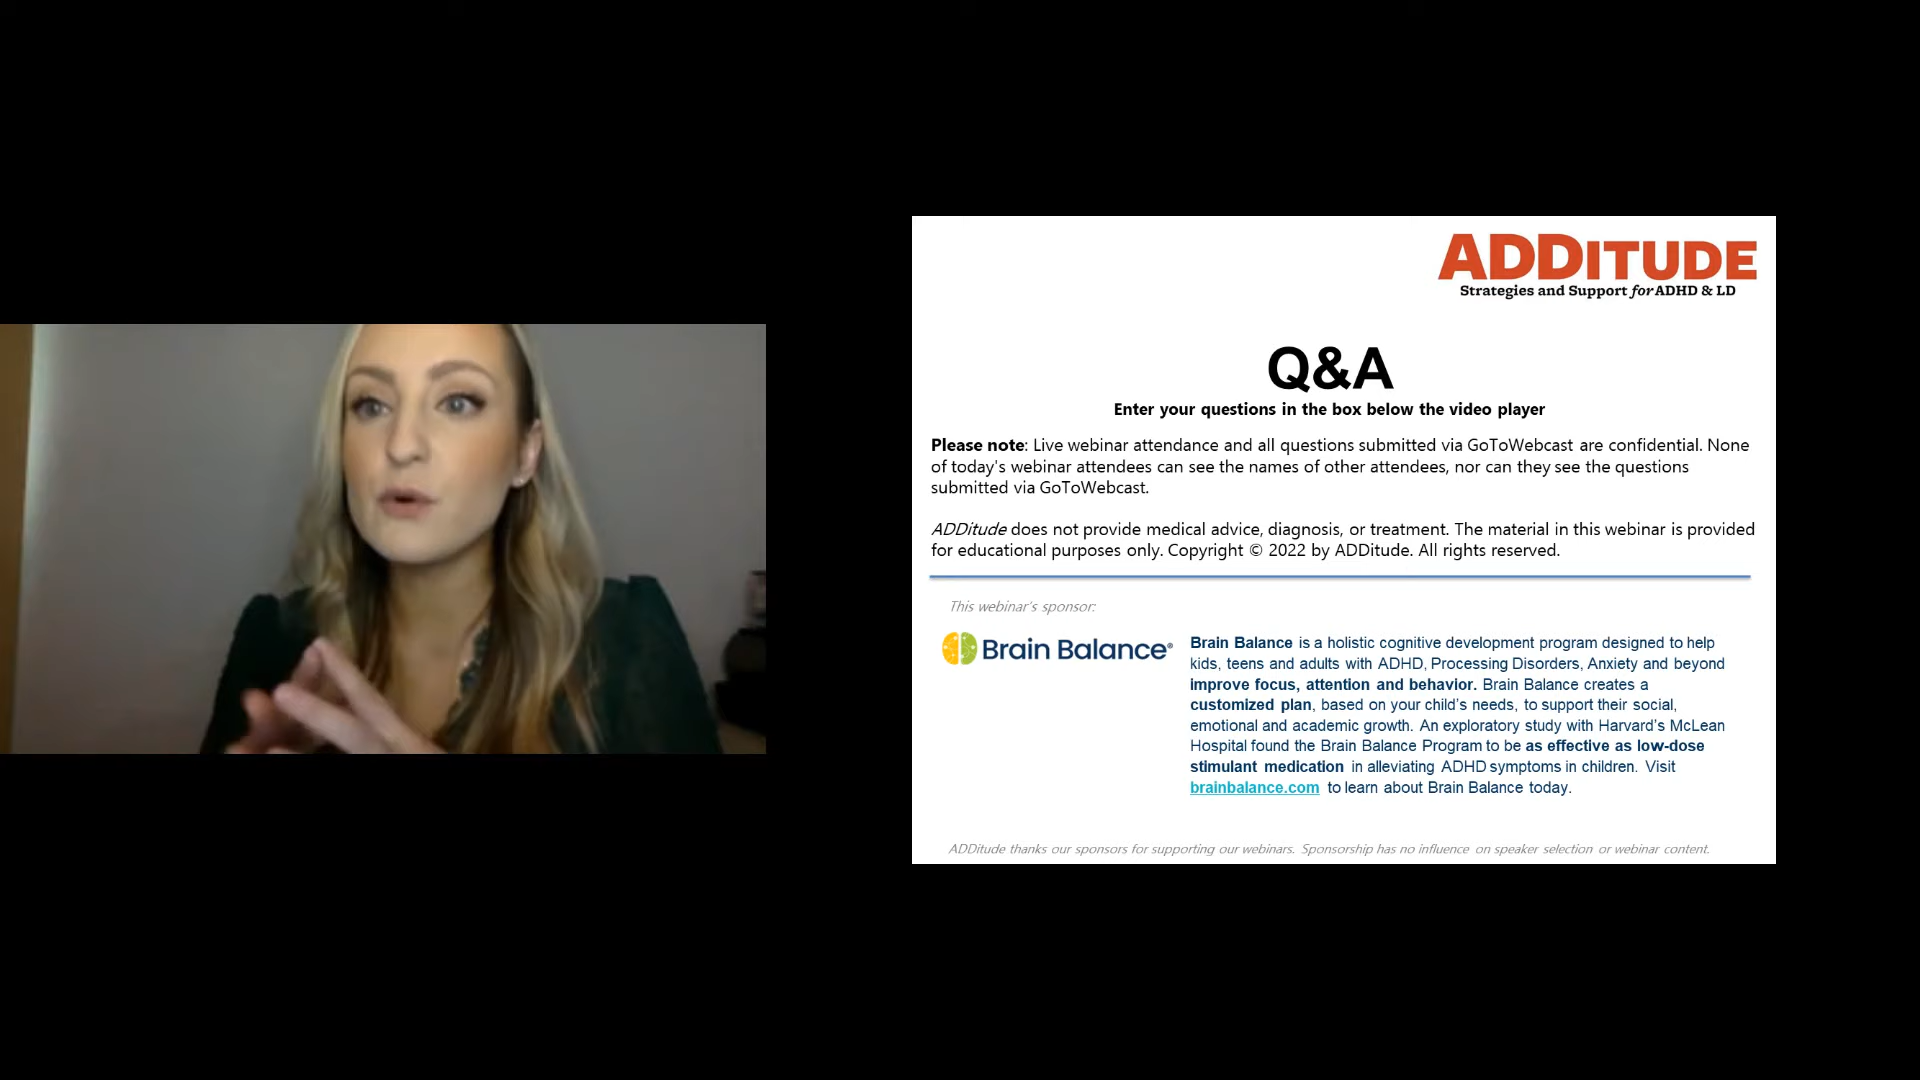 ADDITUDE
Strategies and Support for ADHD & LD
Q&A
Enter your questions in the box below the video player
Please note: Live webinar attendance and all questions submitted via GoToWebcast are confidential. None
of today's webinar attendees can see the names of other attendees, nor can they see the questions
submitted via GoToWebcast.
ADDitude does not provide medical advice, diagnosis, or treatment. The material in this webinar is provided
for educational purposes only. Copyright © 2022 by ADDitude. All rights reserved.
This webinar's sponsor:
Brain Balance®
Brain Balance is a holistic cognitive development program designed to help
kids, teens and adults with ADHD, Processing Disorders, Anxiety and beyond
improve focus, attention and behavior. Brain Balance creates a
customized plan, based on your child's needs, to support their social,
emotional and academic growth. An exploratory study with Harvard's McLean
Hospital found the Brain Balance Program to be as effective as low-dose
stimulant medication in alleviating ADHD symptoms in children. Visit
brainbalance.com to learn about Brain Balance today.
ADDitude thanks our sponsors for supporting our webinars. Sponsorship has no influence on speaker selection or webinar content.